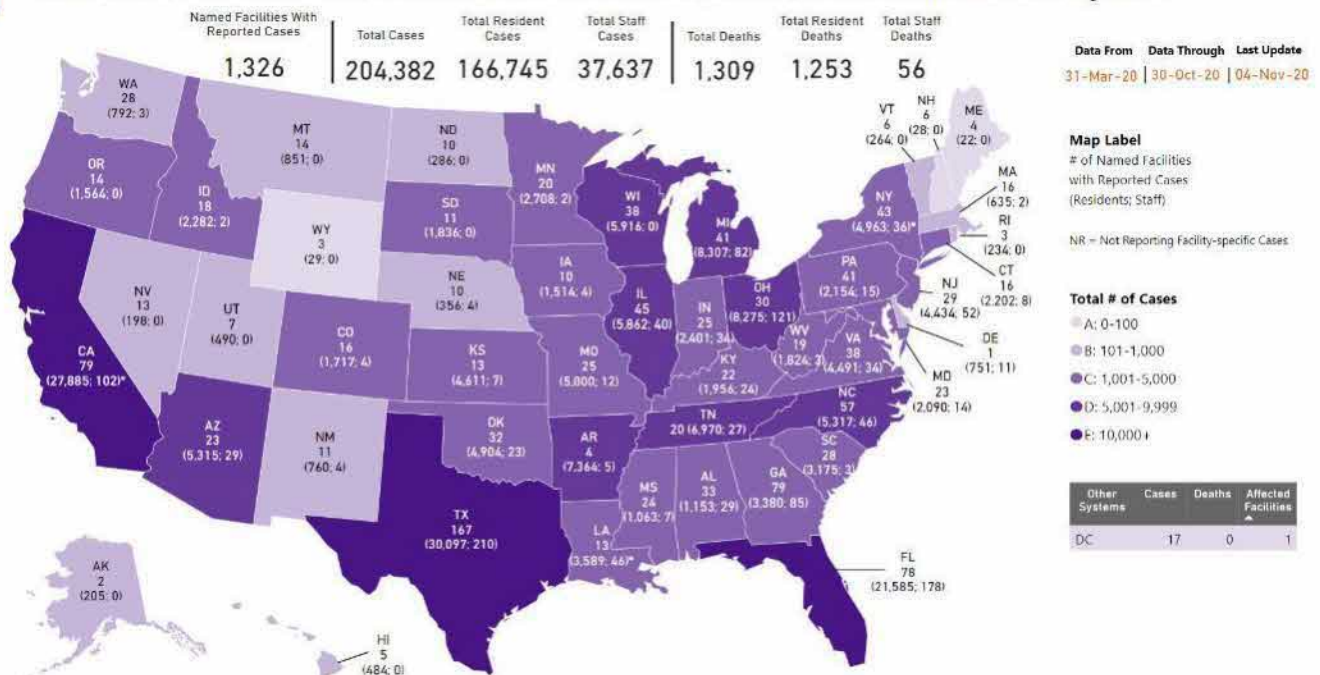 Named Facilities With
Reported Cases
1,326
Total Cases
204,382
Total Resident
Cases
166,745
Total Staff
Cases
37,637
Total Deaths
1,309
Total Resident
Deaths
1,253
Total Staff
Deaths
56
Data From
Data Through
Last Update
31-Mar-20
30-Oct-20
04-Nov-20
Map Label
# of Named Facilities
with Reported Cases
(Residents; Staff)
NR = Not Reporting Facility-specific Cases
Total # of Cases
A: 0-100
B: 101-1,000
C: 1,001-5,000
D: 5,001-9,999
E: 10,000+
Other
Systems
Cases
Deaths
Affected
Facilities
DC
17
0
1
WA
28
(792; 3)
OR
14
(1,564; 0)
ID
18
(2,282; 2)
MT
14
(851; 0)
ND
10
(286; 0)
MN
20
(2,708; 2)
SD
11
(1,836; 0)
WY
3
(29; 0)
NE
10
(356; 4)
IA
10
(1,514; 4)
WI
38
(5,916; 0)
MI
41
(8,307; 82)
NY
43
(4,963; 36)*
VT
6
(264; 0)
NH
6
(28; 0)
ME
4
(22; 0)
MA
16
(635; 2)
RI
3
(234; 0)
CT
16
(2,202; 8)
NJ
29
(4,434; 52)
DE
1
(751; 11)
MD
23
(2,090; 14)
PA
41
(2,154; 15)
OH
30
(8,275; 121)
IN
25
(2,401; 34)
IL
45
(5,862; 40)
WV
19
(1,824; 3)
VA
38
(4,491; 34)
KY
22
(1,956; 24)
NC
57
(5,317; 46)
TN
20 (6,970; 27)
SC
28
(3,175; 3)
GA
79
(3,380; 85)
AL
33
(1,153; 29)
MS
24
(1,063; 7)
LA
13
(3,589; 46)*
AR
4
(7,364; 5)
MO
25
(5,000; 12)
KS
13
(4,611; 7)
OK
32
(4,904; 23)
TX
167
(30,097; 210)
CO
16
(1,717; 4)
UT
7
(490; 0)
NV
13
(198; 0)
CA
79
(27,885; 102)*
AZ
23
(5,315; 29)
NM
11
(760; 4)
FL
78
(21,585; 178)
AK
2
(205; 0)
HI
5
(484; 0)